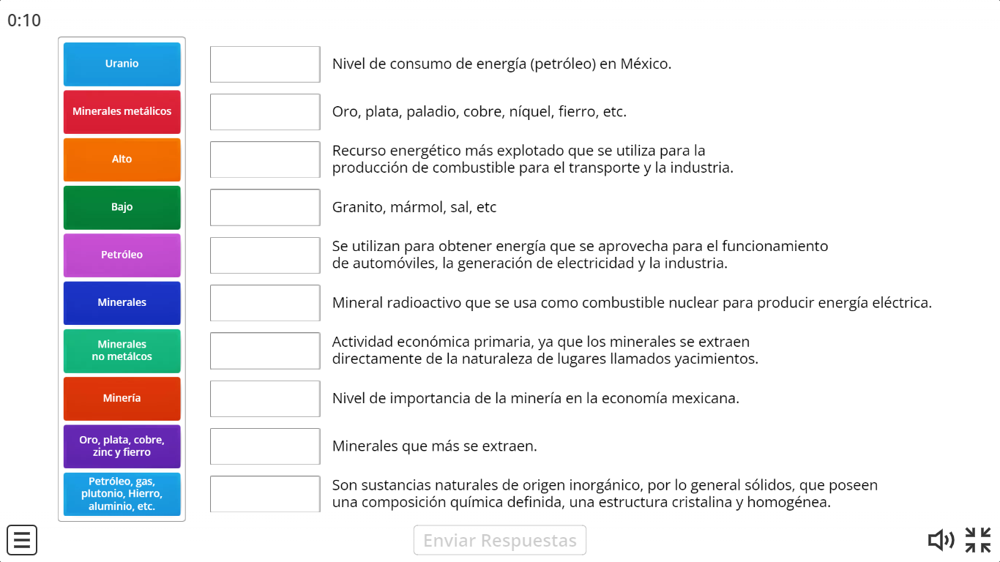 0:10
Uranio
Minerales metálicos
Alto
Bajo
Petróleo
Minerales
Minerales
no metálcos
Minería
Oro, plata, cobre,
zinc y fierro
Petróleo, gas,
plutonio, Hierro,
aluminio, etc.
Nivel de consumo de energía (petróleo) en México.
Oro, plata, paladio, cobre, níquel, fierro, etc.
Recurso energético más explotado que se utiliza para la
producción de combustible para el transporte y la industria.
Granito, mármol, sal, etc
Se utilizan para obtener energía que se aprovecha para el funcionamiento
de automóviles, la generación de electricidad y la industria.
Mineral radioactivo que se usa como combustible nuclear para producir energía eléctrica.
Actividad económica primaria, ya que los minerales se extraen
directamente de la naturaleza de lugares llamados yacimientos.
Nivel de importancia de la minería en la economía mexicana.
Minerales que más se extraen.
Son sustancias naturales de origen inorgánico, por lo general sólidos, que poseen
una composición química definida, una estructura cristalina y homogénea.
Enviar Respuestas